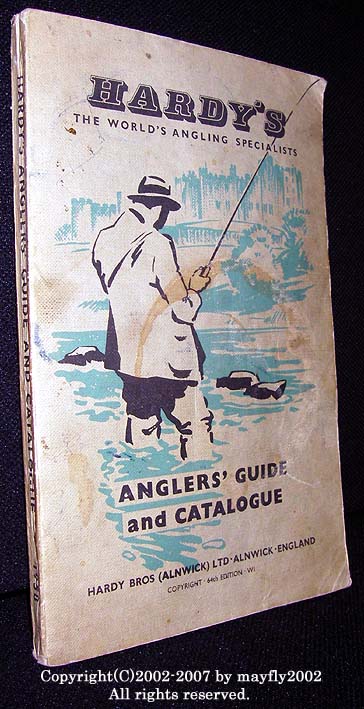 HARDY'S
THE WORLD'S ANGLING SPECIALISTS
ANGLERS' GUIDE
and CATALOGUE
HARDY BROS (ALNWICK) LTD · ALNWICK · ENGLAND
COPYRIGHT · 64th EDITION · W1
HARDY'S ANGLERS' GUIDE AND CATALOGUE
Copyright(C)2002-2007 by mayfly2002
All rights reserved.